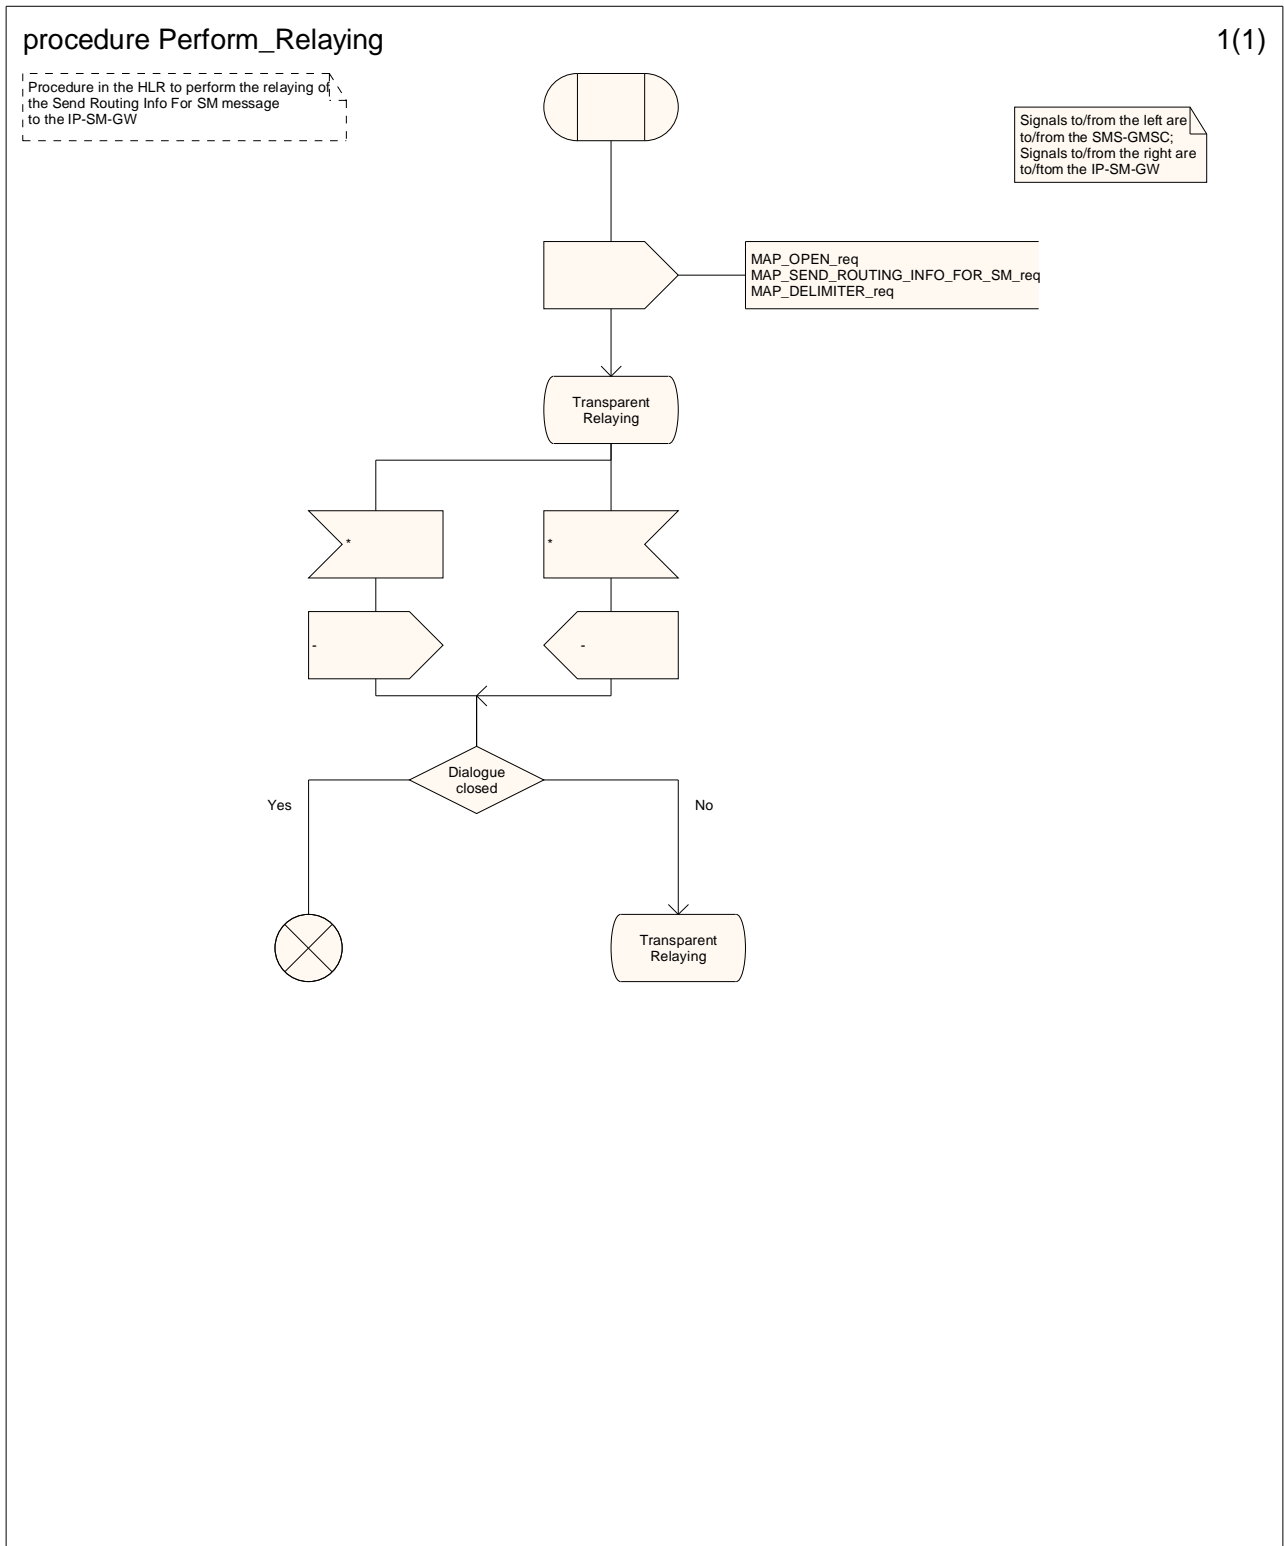 procedure Perform_Relaying
1(1)
Procedure in the HLR to perform the relaying of
the Send Routing Info For SM message
to the IP-SM-GW
Signals to/from the left are
to/from the SMS-GMSC;
Signals to/from the right are
to/ftom the IP-SM-GW
MAP_OPEN_req
MAP_SEND_ROUTING_INFO_FOR_SM_req
MAP_DELIMITER_req
Transparent
Relaying
*
*
-
-
Dialogue
closed
Yes
No
Transparent
Relaying